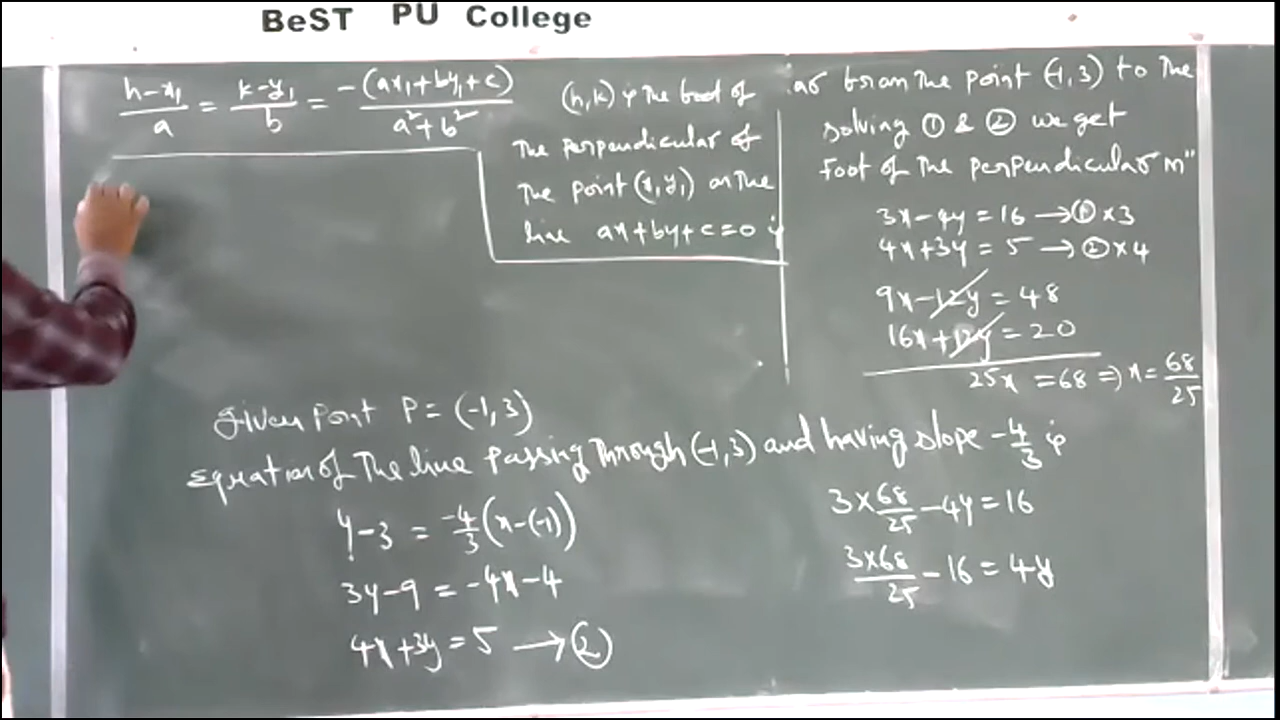 BeST PU College
h-x₁/a = k-y₁/b = -(ax₁+by₁+c)/a²+b²
(h,k) is the foot of
The perpendicular of
The point (x₁y₁) on the
line ax+by+c=0 is
ar from The point (-1,3) to The
solving ① & ② we get
Foot of The perpendicular
3x-4y=16 →①×3
4x+3y=5 →②×4
9x-12y=48
16x+12y=20
25x =68 ⇒ x=68/25
Given Point P=(-1,3)
Equation of The line passing Through (-1,3) and having slope -4/3 is
y-3 = -4/3(x-(-1))
3y-9 = -4x-4
4x+3y=5 →②
3×68/25 -4y=16
3×68/25 -16=4y